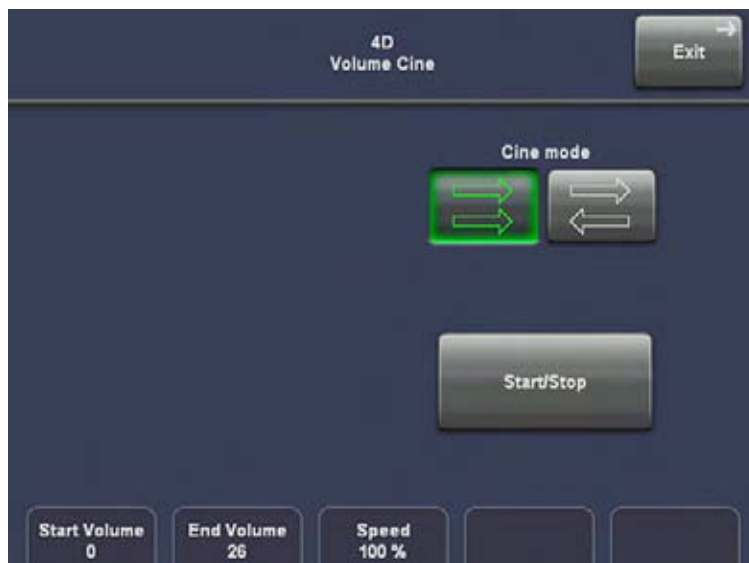 4D
Volume Cine
Exit
Cine mode
Start/Stop
Start Volume
0
End Volume
26
Speed
100 %